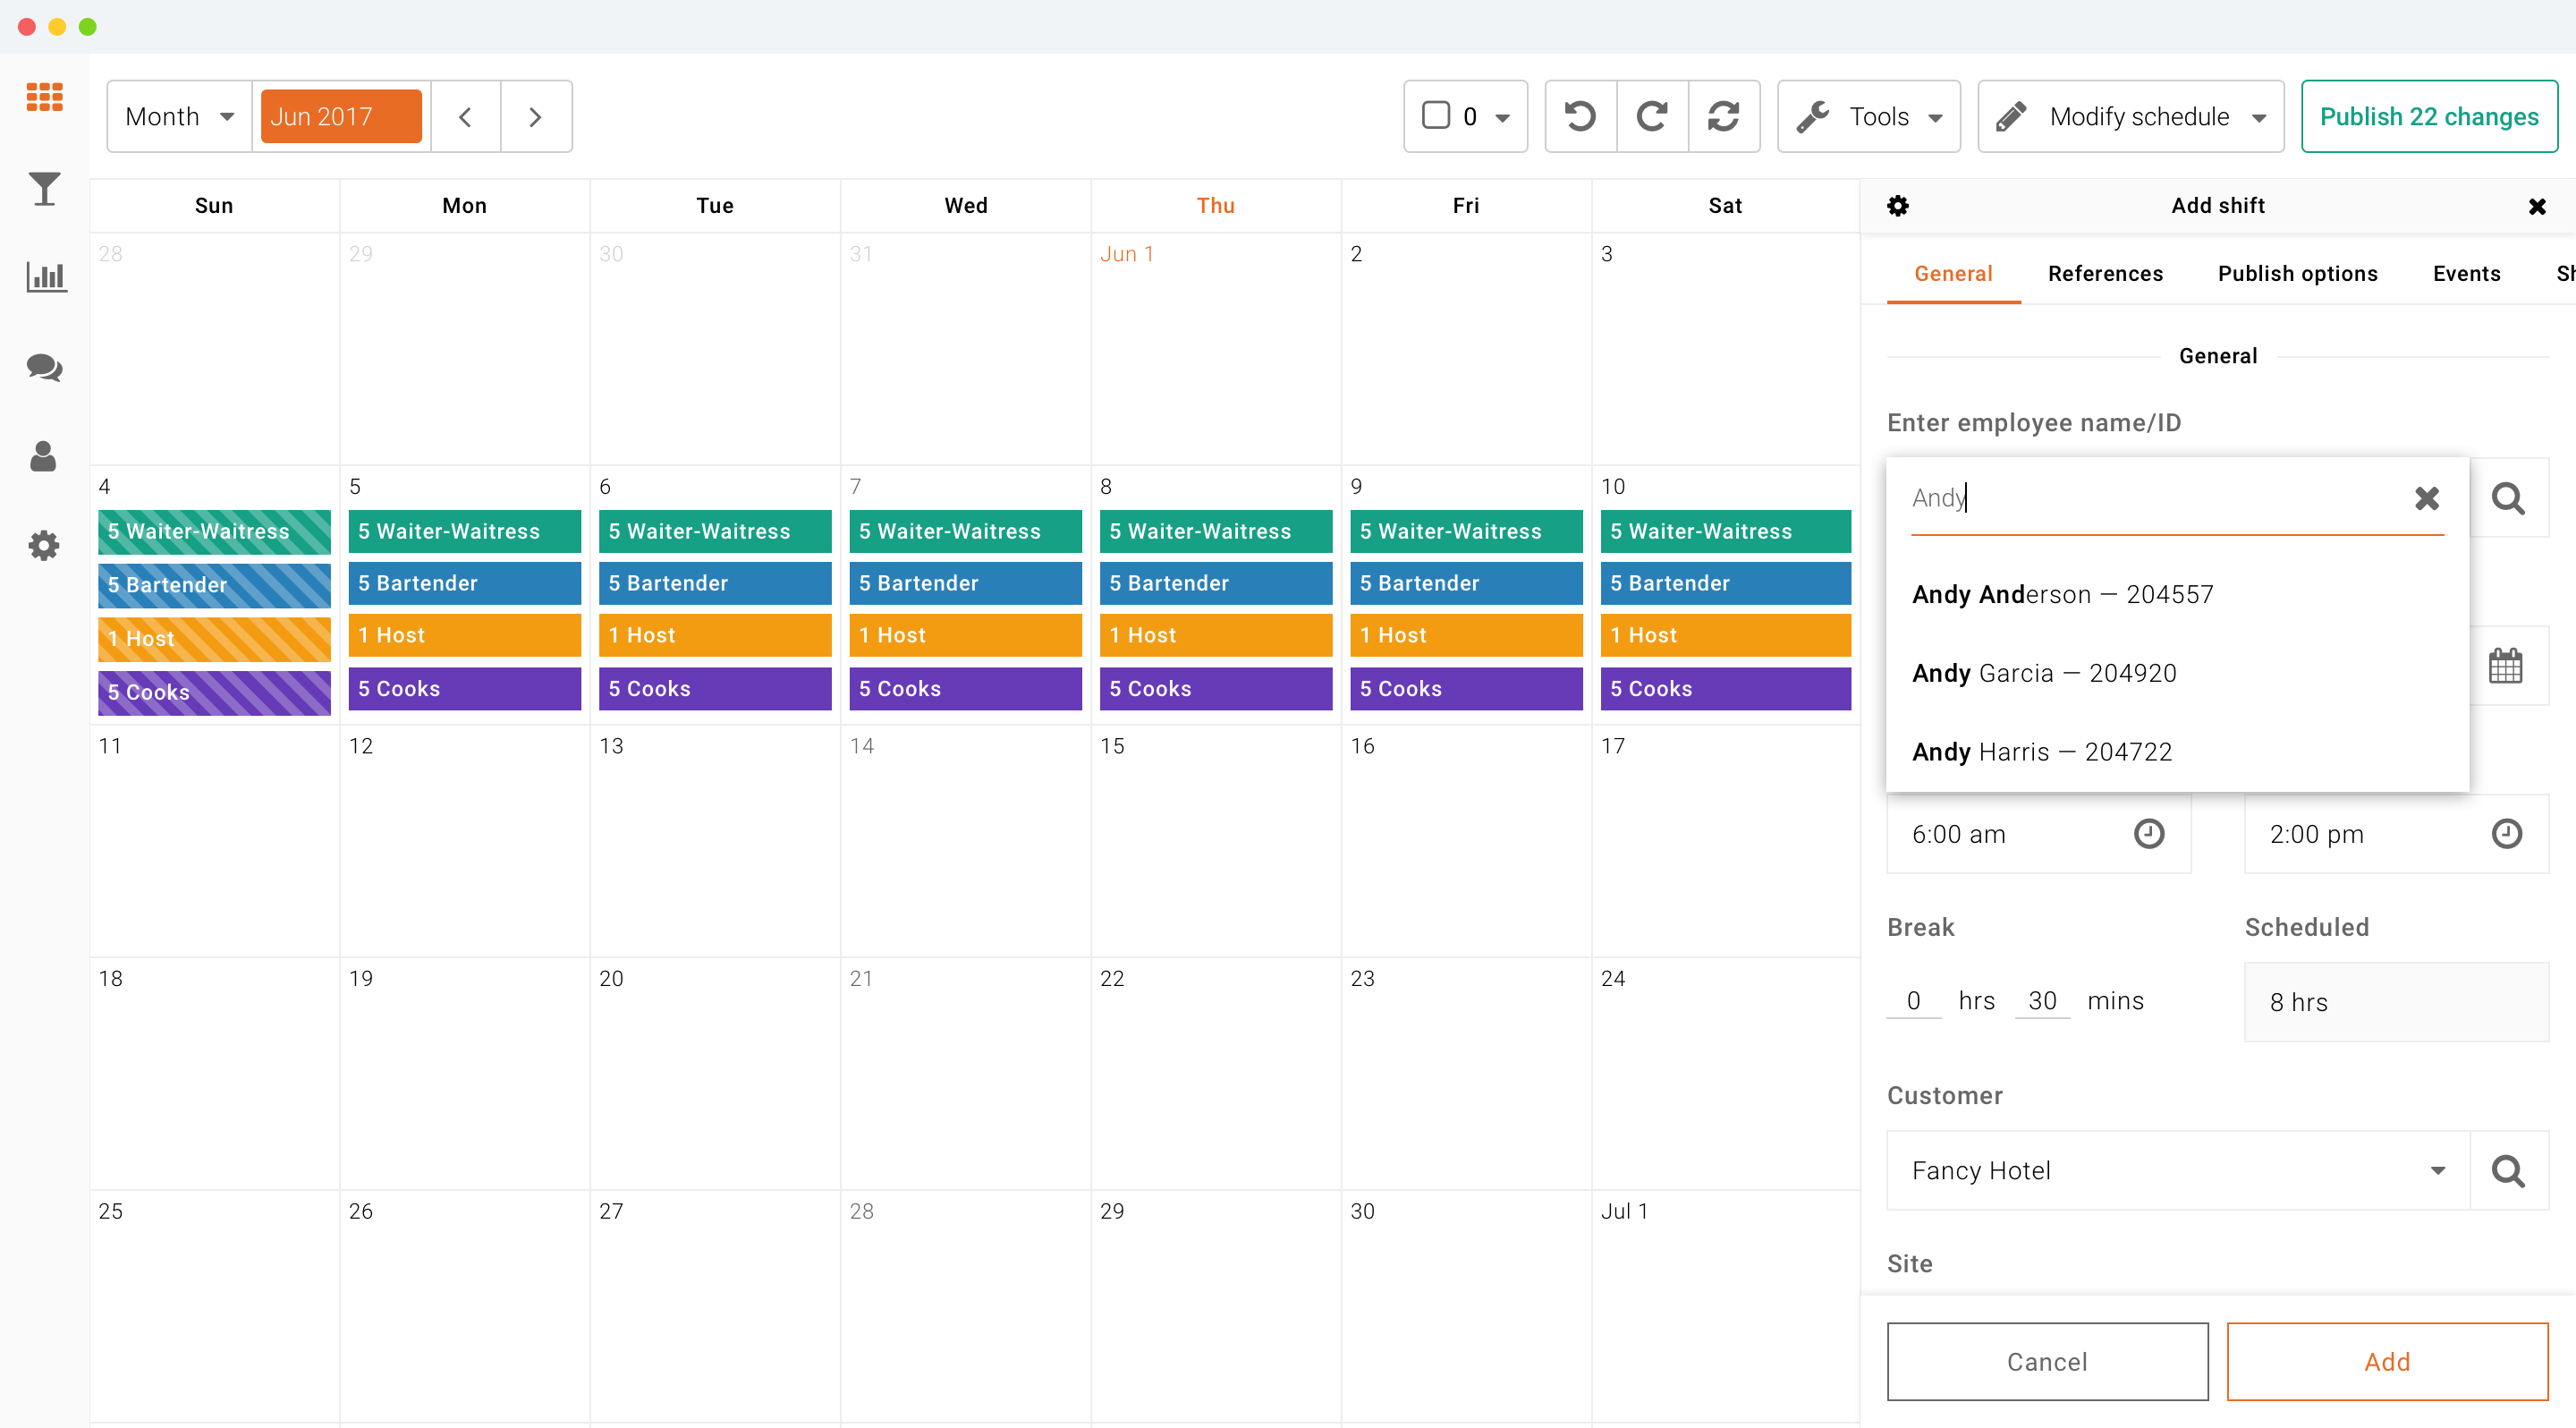 Month
Jun 2017
0
Tools
Modify schedule
Publish 22 changes
Sun Mon Tue Wed Thu Fri Sat
28 29 30 31 Jun 1 2 3
4 5 6 7 8 9 10
5 Waiter-Waitress 5 Waiter-Waitress 5 Waiter-Waitress 5 Waiter-Waitress 5 Waiter-Waitress 5 Waiter-Waitress 5 Waiter-Waitress
5 Bartender 5 Bartender 5 Bartender 5 Bartender 5 Bartender 5 Bartender 5 Bartender
1 Host 1 Host 1 Host 1 Host 1 Host 1 Host 1 Host
5 Cooks 5 Cooks 5 Cooks 5 Cooks 5 Cooks 5 Cooks 5 Cooks
11 12 13 14 15 16 17
18 19 20 21 22 23 24
25 26 27 28 29 30 Jul 1
Add shift
General References Publish options Events
General
Enter employee name/ID
Andy
Andy Anderson — 204557
Andy Garcia — 204920
Andy Harris — 204722
6:00 am 2:00 pm
Break Scheduled
0 hrs 30 mins 8 hrs
Customer
Fancy Hotel
Site
Cancel Add